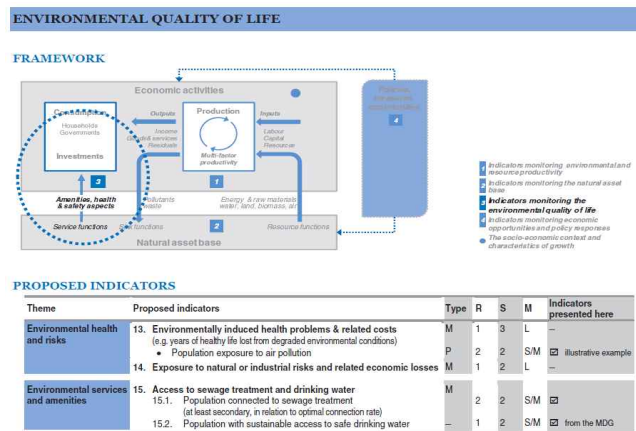 ENVIRONMENTAL QUALITY OF LIFE
FRAMEWORK
Economic activities
Consumption
Households
Governments
Investments
3
Outputs
Income
Goods& services
Residuals
Production
Multi-factor
productivity
1
Inputs
Labour
Capital
Resources
4
Amenities, health
& safety aspects
Pollutants
waste
Energy & raw materials
water, land, biomass, air
Service functions
Sink functions
2
Resource functions
Natural asset base
1 Indicators monitoring environmental and
resource productivity
2 Indicators monitoring the natural asset
base
3 Indicators monitoring the
environmental quality of life
4 Indicators monitoring economic
opportunities and policy responses
The socio-economic context and
characteristics of growth
PROPOSED INDICATORS
Theme Proposed indicators Type R S M Indicators
presented here
Environmental health 13. Environmentally induced health problems & related costs M 1 3 L –
and risks (e.g. years of healthy life lost from degraded environmental conditions)
• Population exposure to air pollution P 2 2 S/M ☑ illustrative example
14. Exposure to natural or industrial risks and related economic losses M 1 2 L –
Environmental services 15. Access to sewage treatment and drinking water M
and amenities 15.1. Population connected to sewage treatment 2 2 S/M ☑
(at least secondary, in relation to optimal connection rate)
15.2. Population with sustainable access to safe drinking water – 1 2 S/M ☑ from the MDG